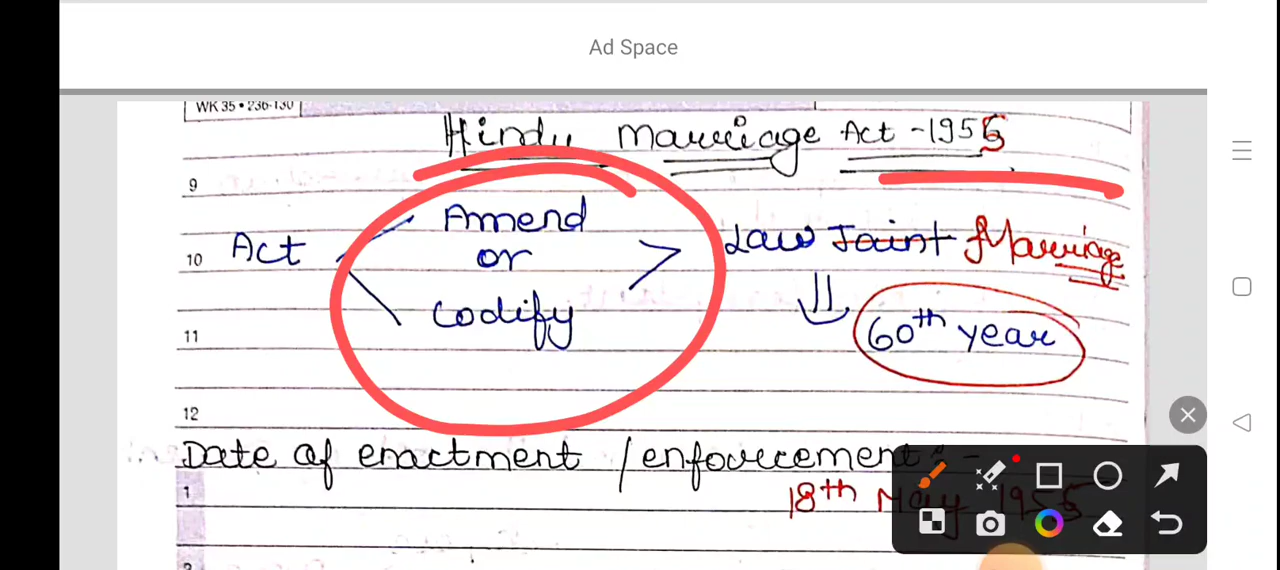 Ad Space
WK 35 • 236-130
Hindu Marriage Act - 1955
9
Amend
10 Act or Law Joint of Marriage
codify
11 60th year
12
Date of enactment / enforcement : -
1 18th May 1955